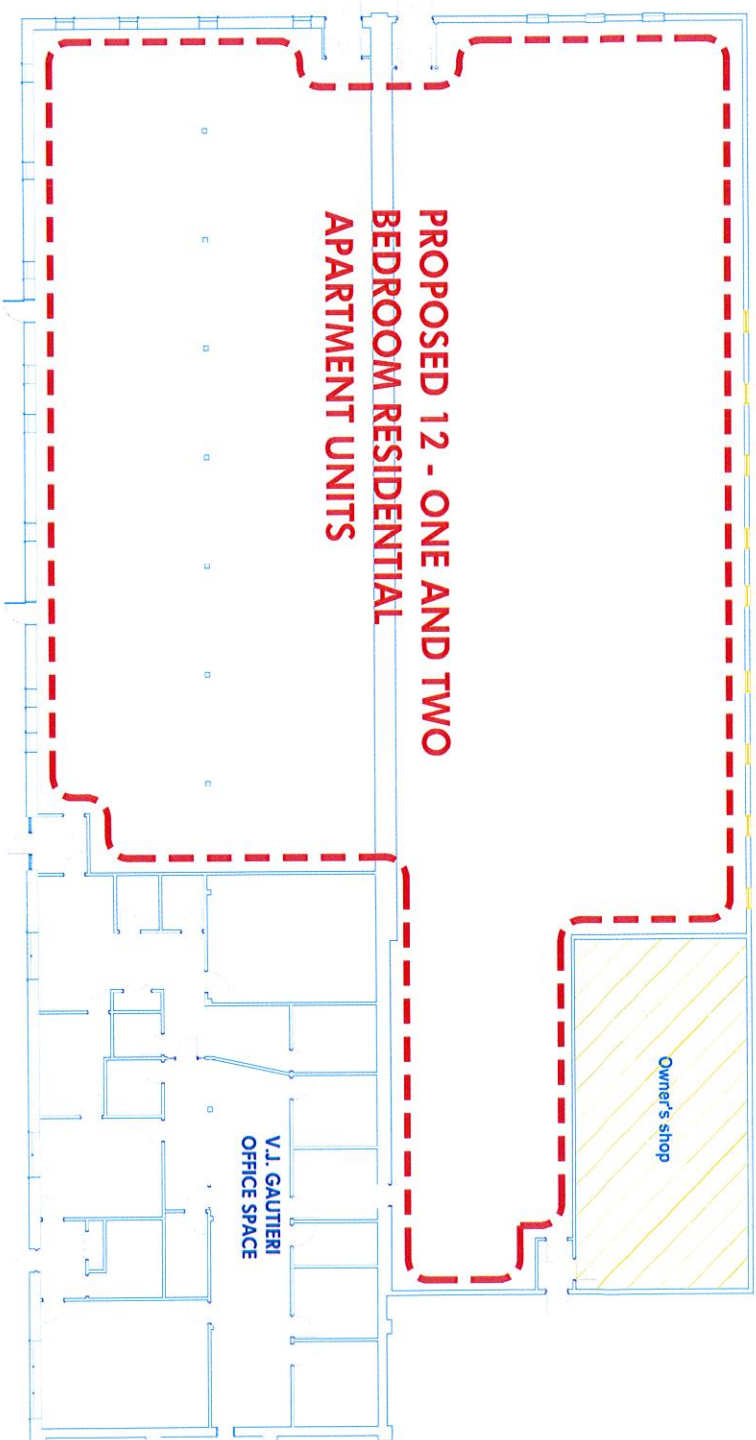 PROPOSED 12 - ONE AND TWO
BEDROOM RESIDENTIAL
APARTMENT UNITS
Owner's shop
V.J. GAUTIERI
OFFICE SPACE